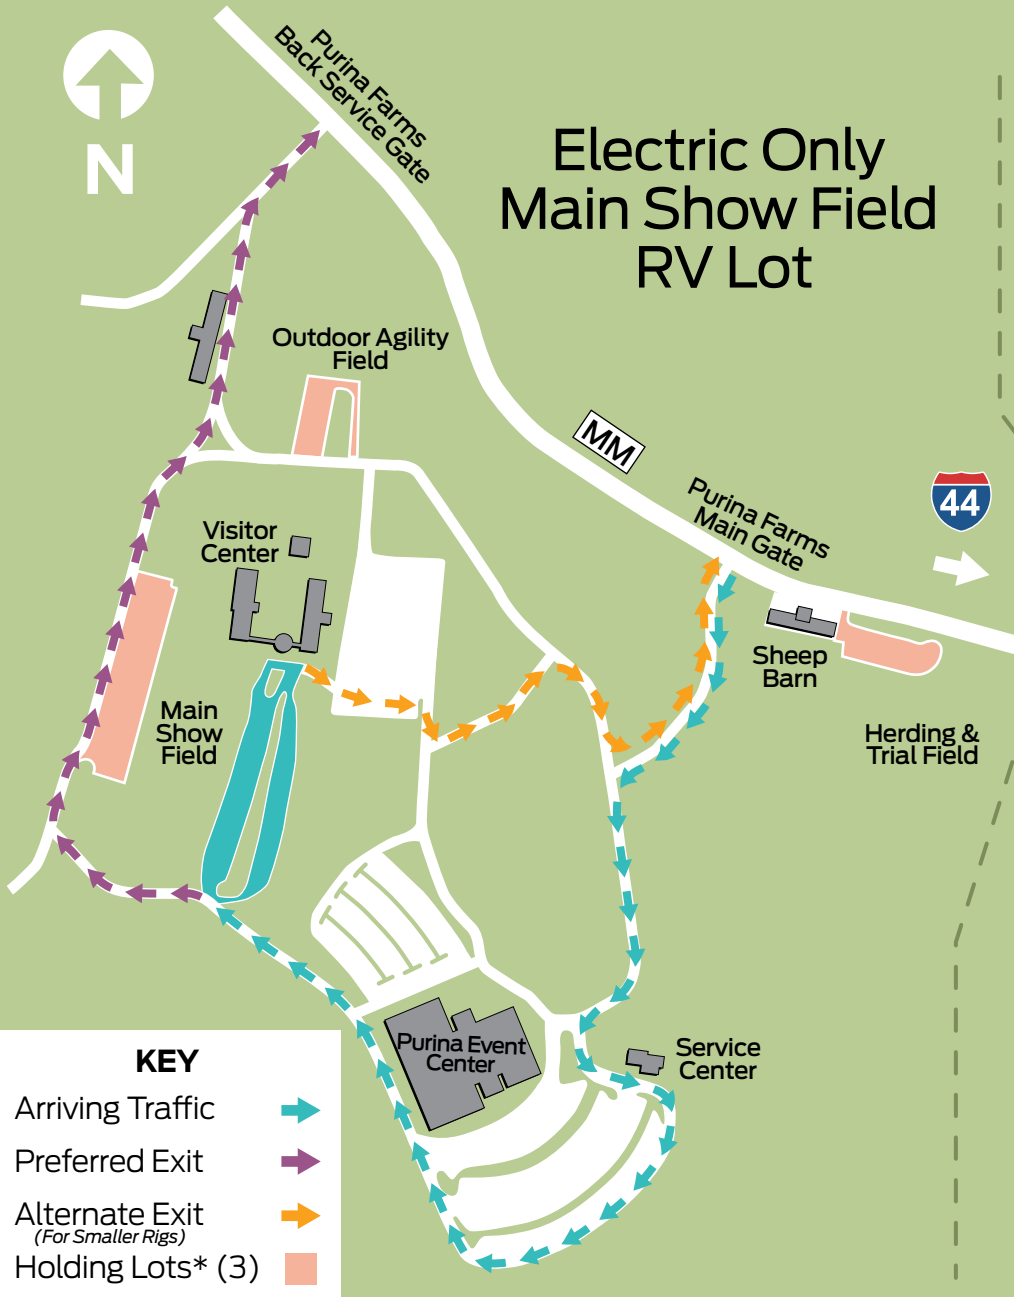 N
Purina Farms
Back Service Gate
Electric Only
Main Show Field
RV Lot
Outdoor Agility
Field
MM
44
Purina Farms
Main Gate
Visitor
Center
Sheep
Barn
Main
Show
Field
Herding &
Trial Field
Purina Event
Center
Service
Center
KEY
Arriving Traffic
Preferred Exit
Alternate Exit
(For Smaller Rigs)
Holding Lots* (3)